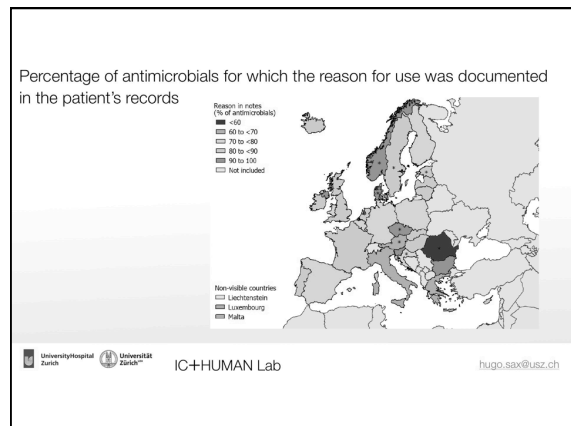 Percentage of antimicrobials for which the reason for use was documented
in the patient's records
Reason in notes
(% of antimicrobials)
<60
60 to <70
70 to <80
80 to <90
90 to 100
Not included
Non-visible countries
Liechtenstein
Luxembourg
Malta
UniversityHospital
Zurich
Universität
Zürich
IC+HUMAN Lab
hugo.sax@usz.ch